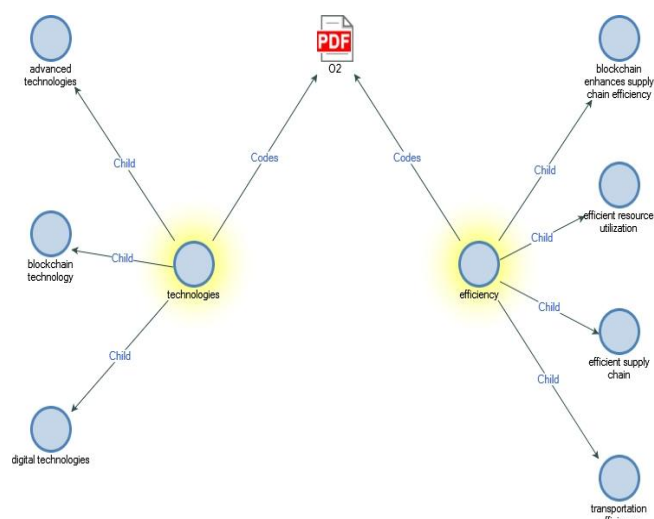 PDF
O2
advanced
technologies
blockchain
enhances supply
chain efficiency
Codes
Codes
Child
Child
efficient resource
utilization
Child
blockchain
technology
Child
technologies
efficiency
Child
efficient supply
chain
Child
Child
digital technologies
transportation